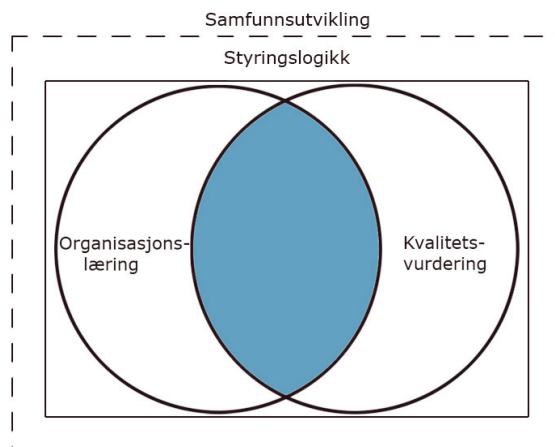 Samfunnsutvikling
Styringslogikk
Organisasjons-
læring
Kvalitets-
vurdering